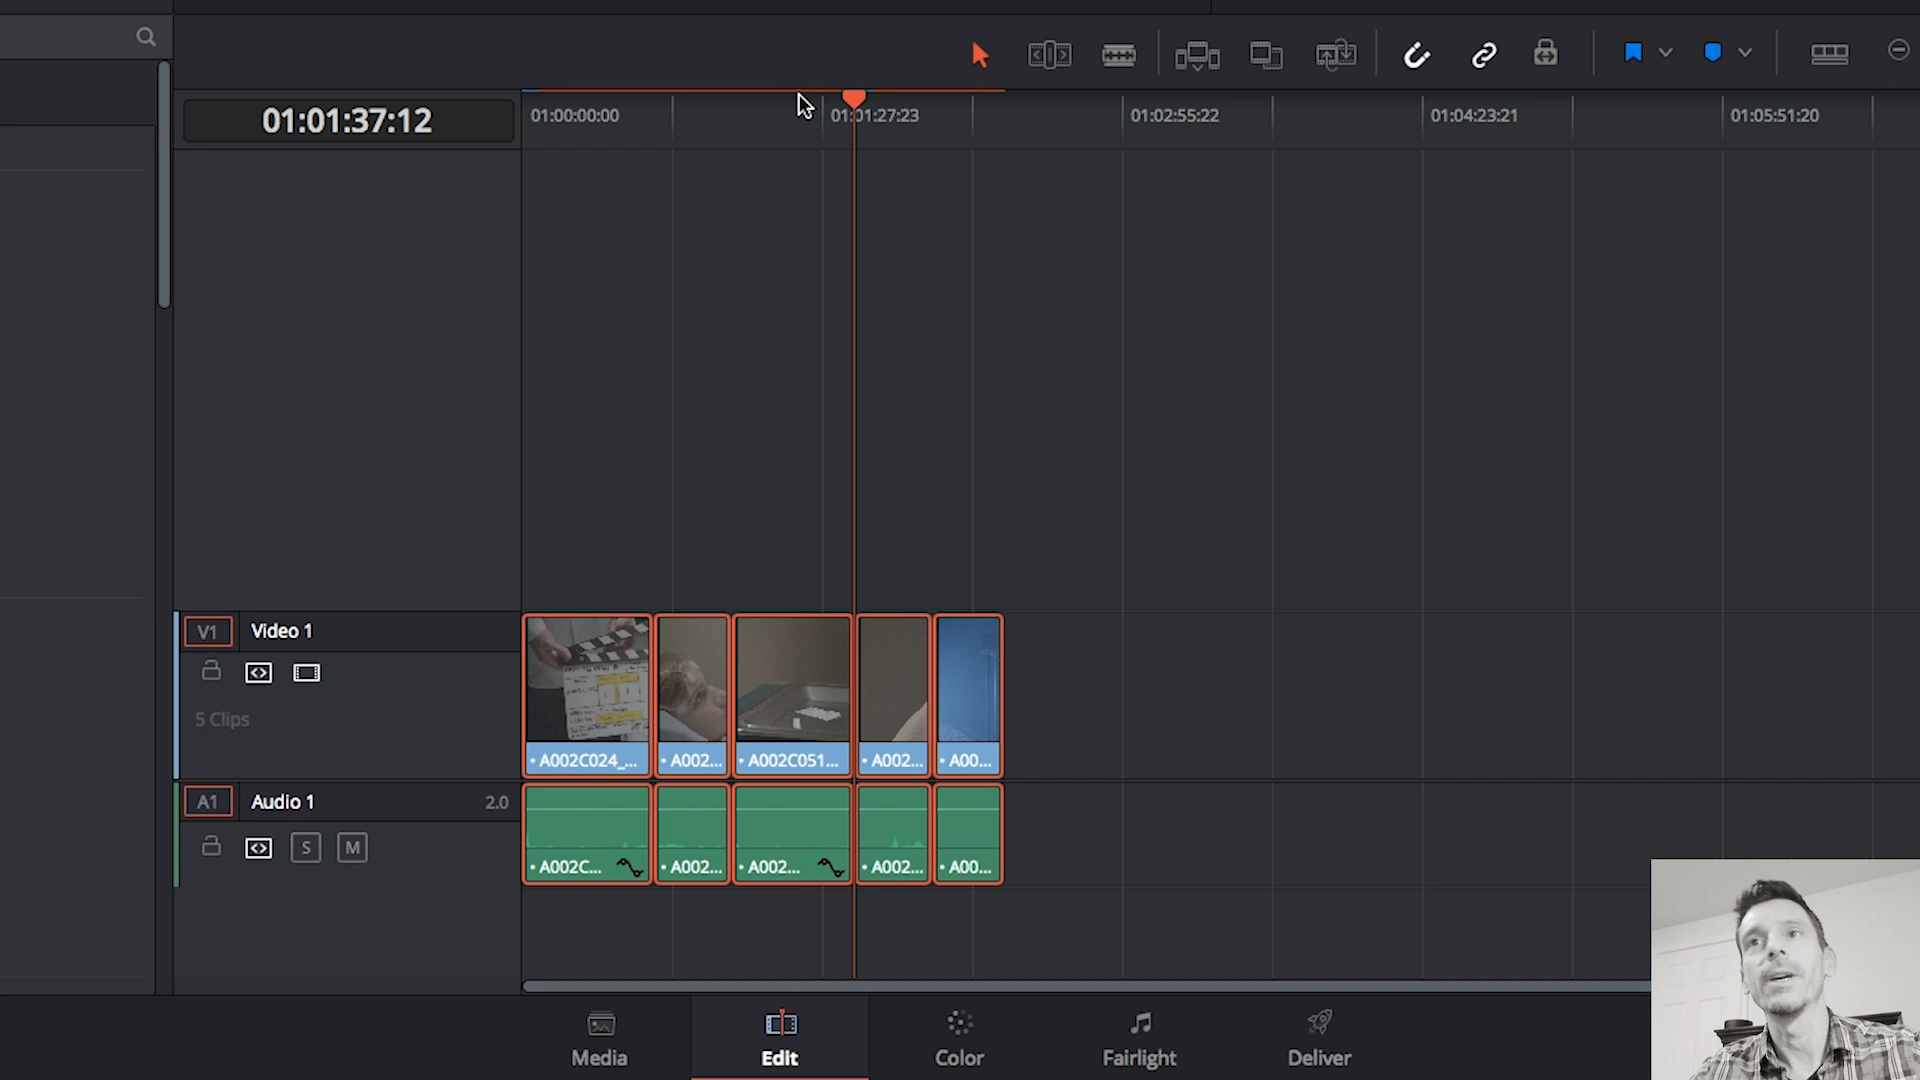 01:01:37:12
01:00:00:00
01:01:27:23
01:02:55:22
01:04:23:21
01:05:51:20
V1 Video 1
5 Clips
• A002C024_...
• A002...
• A002C051...
• A002...
• A00...
A1 Audio 1 2.0
S M
• A002C...
• A002...
• A002...
• A002...
• A00...
Media
Edit
Color
Fairlight
Deliver